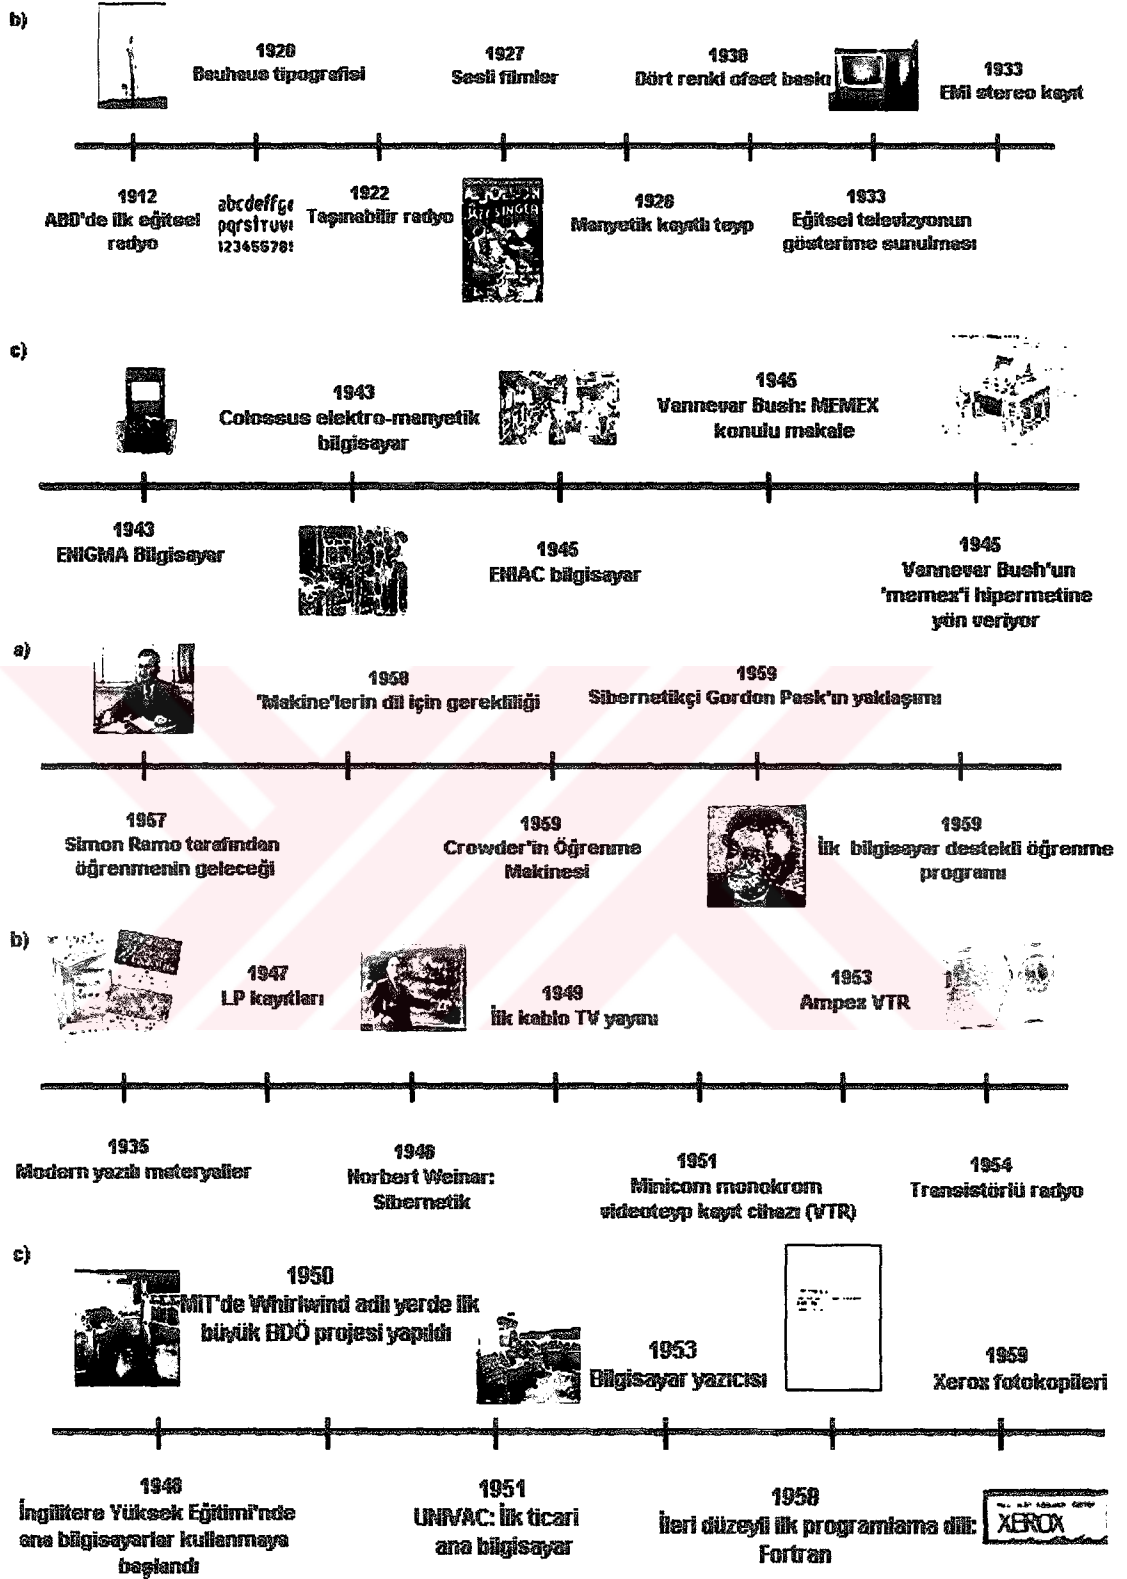 b)
1920
Bauhaus tipografisi
1927
Sesli filmler
1930
Dört renkl ofset baskı
1933
EMI stereo kayıt
1912
ABD'de ilk eğitsel
radyo
abcdeffge
pqrsſruvi
12345678!
1922
Taşınabilir radyo
1928
Manyetik kayıtlı teyp
1933
Eğitsel televizyonun
gösterime sunulması
c)
1943
Colossus elektro-manyetik
bilgisayar
1945
Vannevar Bush: MEMEX
konulu makale
1943
ENIGMA Bilgisayar
1945
ENIAC bilgisayar
1945
Vannevar Bush'un
'memex'i hipermetine
yön veriyor
a)
1958
'Makine'lerin dil için gerekliliği
1959
Sibernetikçi Gordon Pask'ın yaklaşımı
1957
Simon Ramo tarafından
öğrenmenin geleceği
1959
Crowder'in Öğrenme
Makinesi
1959
İlk bilgisayar destekli öğrenme
programı
b)
1947
LP kayıtları
1949
İlk kablo TV yayını
1953
Ampex VTR
1935
Modern yazılı materyaller
1948
Norbert Weinar:
Sibernetik
1951
Minicom monokrom
videoteyp kayıt cihazı (VTR)
1954
Transistörlü radyo
c)
1950
MIT'de Whirlwind adlı yerde ilk
büyük BDÖ projesi yapıldı
1953
Bilgisayar yazıcısı
1959
Xerox fotokopileri
1948
İngilitere Yüksek Eğitimi'nde
ana bilgisayarlar kullanmaya
başlandı
1951
UNIVAC: İlk ticari
ana bilgisayar
1958
İleri düzeyli ilk programlama dili:
Fortran
XEROX